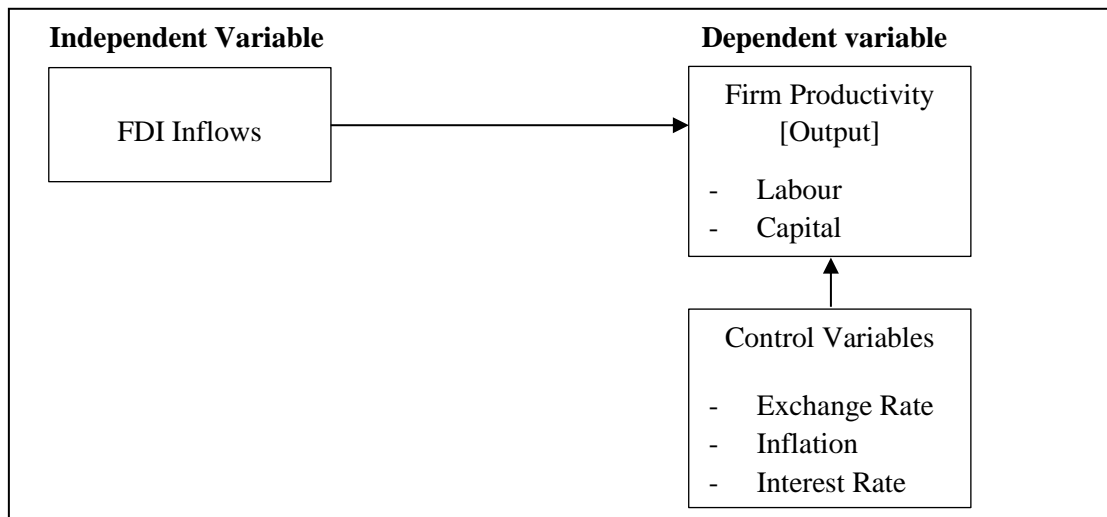 Independent Variable
FDI Inflows
Dependent variable
Firm Productivity
[Output]
- Labour
- Capital
Control Variables
- Exchange Rate
- Inflation
- Interest Rate